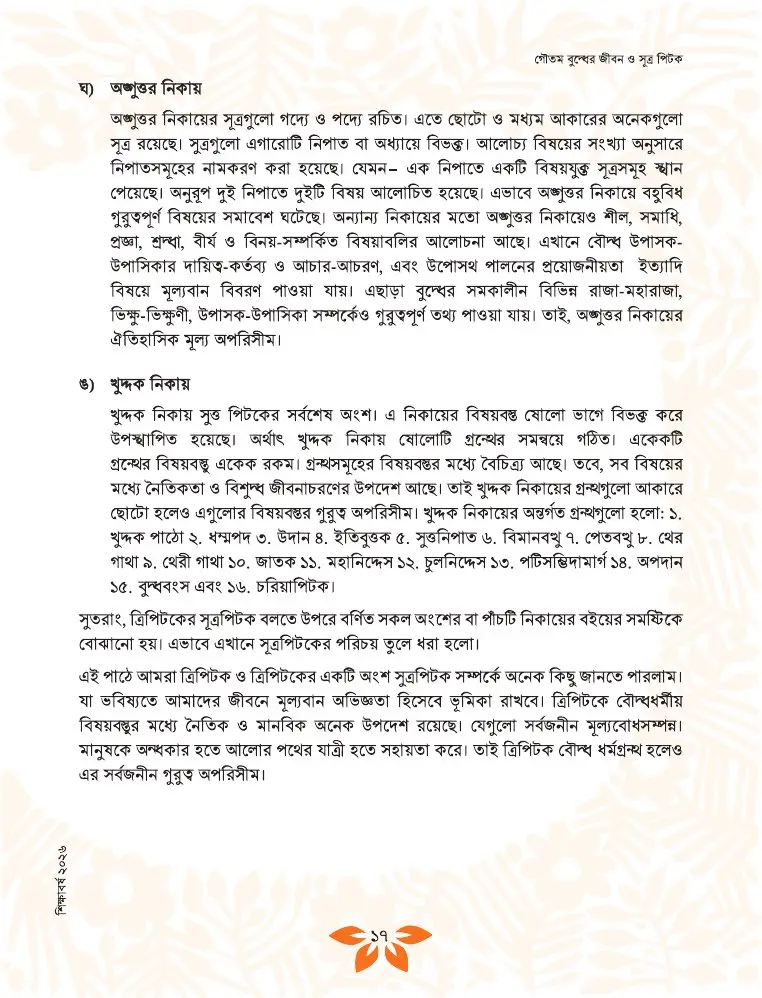 গৌতম বুদ্ধের জীবন ও সূত্র পিটক
ঘ) অঙ্গুত্তর নিকায়
অঙ্গুত্তর নিকায়ের সূত্রগুলো গদ্যে ও পদ্যে রচিত। এতে ছোটো ও মধ্যম আকারের অনেকগুলো
সূত্র রয়েছে। সুত্রগুলো এগারোটি নিপাত বা অধ্যায়ে বিভক্ত। আলোচ্য বিষয়ের সংখ্যা অনুসারে
নিপাতসমূহের নামকরণ করা হয়েছে। যেমন– এক নিপাতে একটি বিষয়যুক্ত সূত্রসমূহ স্থান
পেয়েছে। অনুরূপ দুই নিপাতে দুইটি বিষয় আলোচিত হয়েছে। এভাবে অঙ্গুত্তর নিকায়ে বহুবিধ
গুরুত্বপূর্ণ বিষয়ের সমাবেশ ঘটেছে। অন্যান্য নিকায়ের মতো অঙ্গুত্তর নিকায়েও শীল, সমাধি,
প্রজ্ঞা, শ্রদ্ধা, বীর্য ও বিনয়-সম্পর্কিত বিষয়াবলির আলোচনা আছে। এখানে বৌদ্ধ উপাসক-
উপাসিকার দায়িত্ব-কর্তব্য ও আচার-আচরণ, এবং উপোসথ পালনের প্রয়োজনীয়তা ইত্যাদি
বিষয়ে মূল্যবান বিবরণ পাওয়া যায়। এছাড়া বুদ্ধের সমকালীন বিভিন্ন রাজা-মহারাজা,
ভিক্ষু-ভিক্ষুণী, উপাসক-উপাসিকা সম্পর্কেও গুরুত্বপূর্ণ তথ্য পাওয়া যায়। তাই, অঙ্গুত্তর নিকায়ের
ঐতিহাসিক মূল্য অপরিসীম।
ঙ) খুদ্দক নিকায়
খুদ্দক নিকায় সুত্ত পিটকের সর্বশেষ অংশ। এ নিকায়ের বিষয়বস্তু ষোলো ভাগে বিভক্ত করে
উপস্থাপিত হয়েছে। অর্থাৎ খুদ্দক নিকায় ষোলোটি গ্রন্থের সমন্বয়ে গঠিত। একেকটি
গ্রন্থের বিষয়বস্তু একেক রকম। গ্রন্থসমূহের বিষয়বস্তুর মধ্যে বৈচিত্র্য আছে। তবে, সব বিষয়ের
মধ্যে নৈতিকতা ও বিশুদ্ধ জীবনাচরণের উপদেশ আছে। তাই খুদ্দক নিকায়ের গ্রন্থগুলো আকারে
ছোটো হলেও এগুলোর বিষয়বস্তুর গুরুত্ব অপরিসীম। খুদ্দক নিকায়ের অন্তর্গত গ্রন্থগুলো হলো: ১.
খুদ্দক পাঠো ২. ধম্মপদ ৩. উদান ৪. ইতিবুত্তক ৫. সুত্তনিপাত ৬. বিমানবত্থু ৭. পেতবত্থু ৮. থের
গাথা ৯. থেরী গাথা ১০. জাতক ১১. মহানিদ্দেস ১২. চুলনিদ্দেস ১৩. পটিসম্ভিদামার্গ ১৪. অপদান
১৫. বুদ্ধবংস এবং ১৬. চরিয়াপিটক।
সুতরাং, ত্রিপিটকের সূত্রপিটক বলতে উপরে বর্ণিত সকল অংশের বা পাঁচটি নিকায়ের বইয়ের সমষ্টিকে
বোঝানো হয়। এভাবে এখানে সূত্রপিটকের পরিচয় তুলে ধরা হলো।
এই পাঠে আমরা ত্রিপিটক ও ত্রিপিটকের একটি অংশ সুত্রপিটক সম্পর্কে অনেক কিছু জানতে পারলাম।
যা ভবিষ্যতে আমাদের জীবনে মূল্যবান অভিজ্ঞতা হিসেবে ভূমিকা রাখবে। ত্রিপিটকে বৌদ্ধধর্মীয়
বিষয়বস্তুর মধ্যে নৈতিক ও মানবিক অনেক উপদেশ রয়েছে। যেগুলো সর্বজনীন মূল্যবোধসম্পন্ন।
মানুষকে অন্ধকার হতে আলোর পথের যাত্রী হতে সহায়তা করে। তাই ত্রিপিটক বৌদ্ধ ধর্মগ্রন্থ হলেও
এর সর্বজনীন গুরুত্ব অপরিসীম।
শিক্ষাবর্ষ ২০২৬
১৭